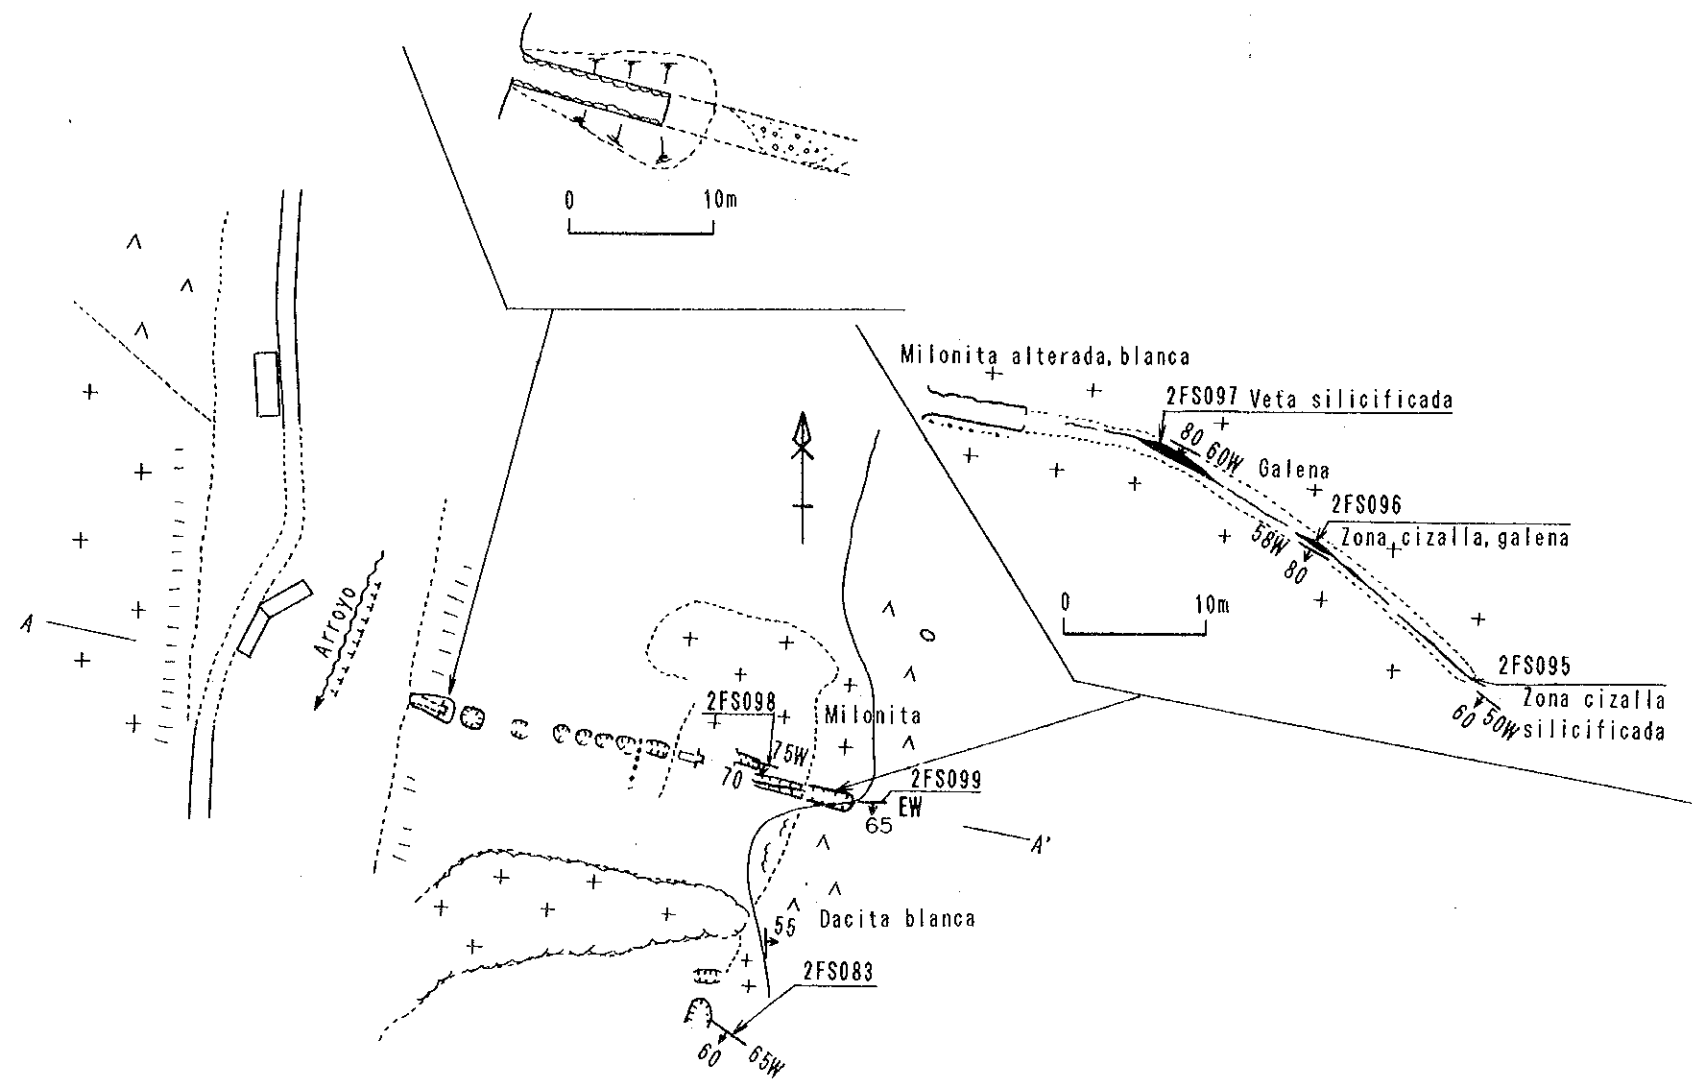 0 10m
Milonita alterada, blanca
2FS097 Veta silicificada
80 60W Galena
2FS096
Zona cizalla, galena
58W
80
0 10m
2FS095
Zona cizalla
silicificada
60 50W
A
Arroyo
2FS098
Milonita
75W
70
2FS099
EW
65
A'
Dacita blanca
55
2FS083
60 65W